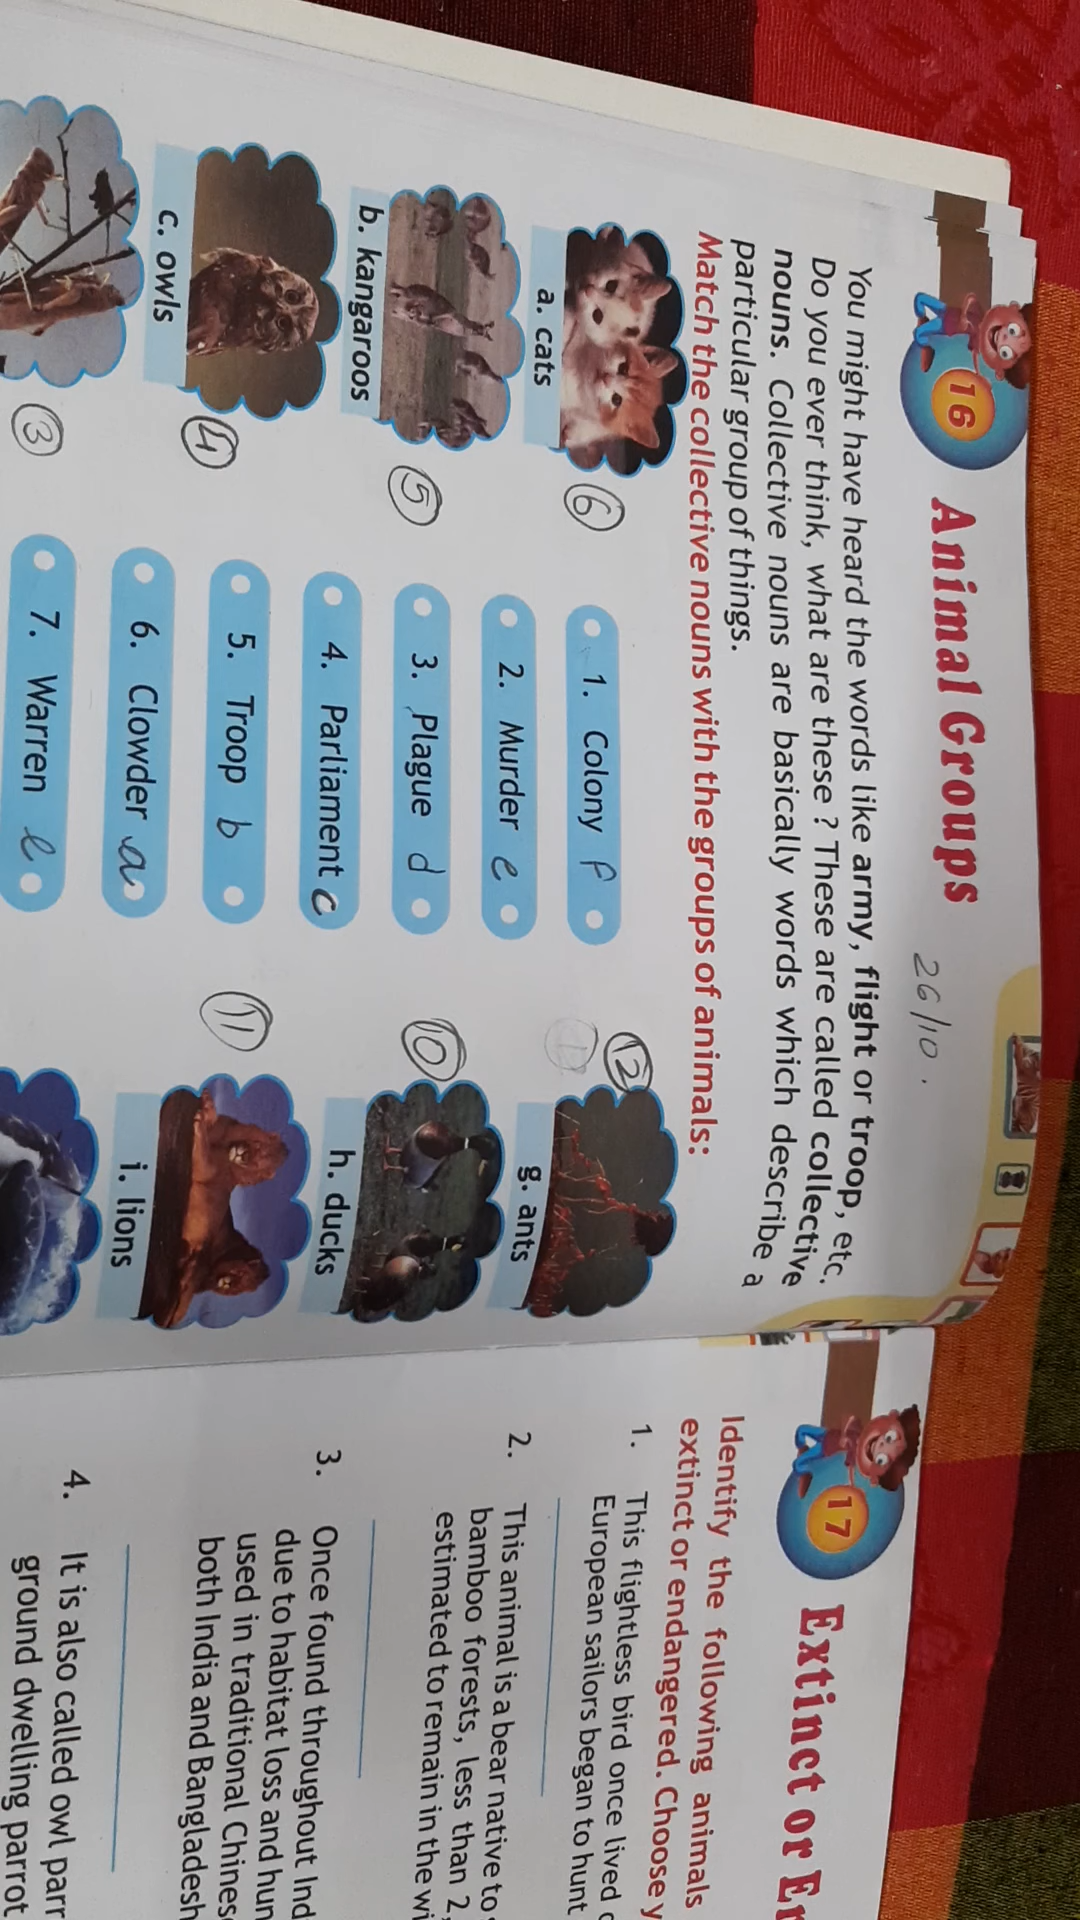 16
Animal Groups
26/10.
You might have heard the words like army, flight or troop, etc.
Do you ever think, what are these ? These are called collective
nouns. Collective nouns are basically words which describe a
particular group of things.
Match the collective nouns with the groups of animals:
a. cats
6
b. kangaroos
5
c. owls
4
3
1. Colony f
2. Murder e
3. Plague d
4. Parliament c
5. Troop b
6. Clowder a
7. Warren l
12
g. ants
10
h. ducks
11
i. lions
17
Extinct or
Identify the following animals
extinct or endangered. Choose y
1. This flightless bird once lived
European sailors began to hunt
2. This animal is a bear native to
bamboo forests, less than 2,
estimated to remain in the wi
3. Once found throughout Ind
due to habitat loss and hun
used in traditional Chines
both India and Bangladesh
4. It is also called owl parr
ground dwelling parrot